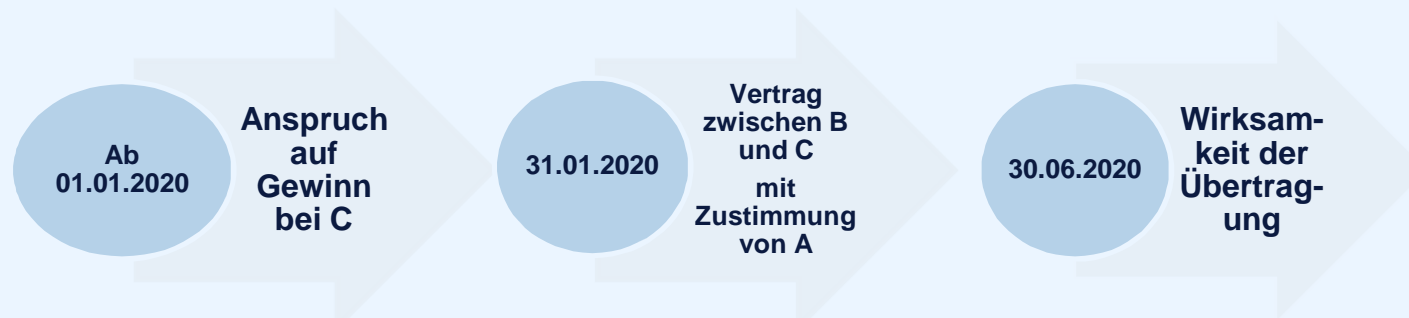 Ab
01.01.2020
Anspruch
auf
Gewinn
bei C
31.01.2020
Vertrag
zwischen B
und C
mit
Zustimmung
von A
30.06.2020
Wirksam-
keit der
Übertrag-
ung